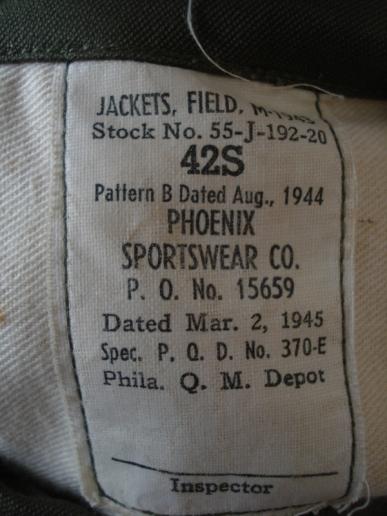 JACKETS, FIELD, M-1943
Stock No. 55-J-192-20
42S
Pattern B Dated Aug., 1944
PHOENIX
SPORTSWEAR CO.
P. O. No. 15659
Dated Mar. 2, 1945
Spec. P. Q. D. No. 370-E
Phila. Q. M. Depot
Inspector